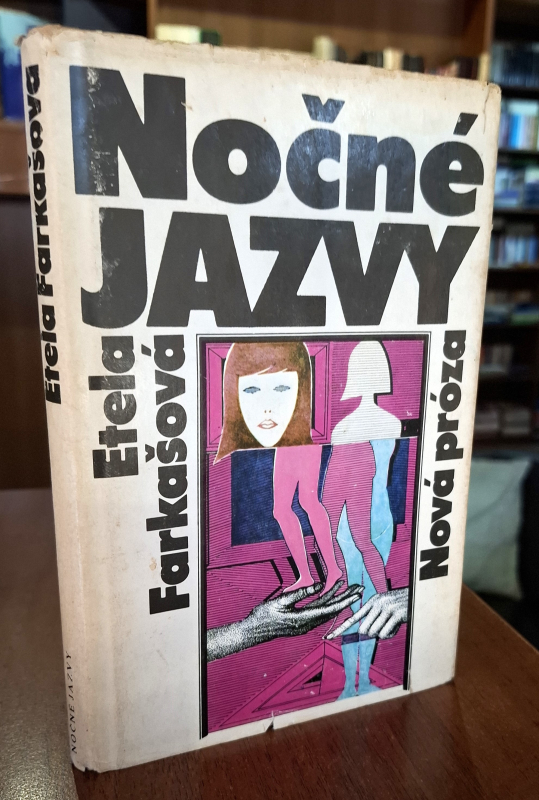 Nočné
JAZVY
Etela
Farkašová
Nová próza
Etela Farkašová
NOČNÉ JAZVY